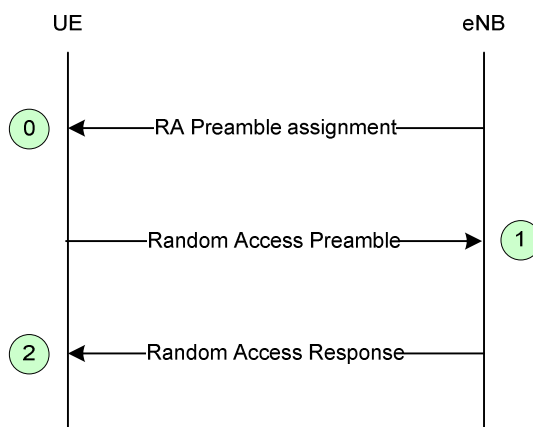 UE eNB
0 RA Preamble assignment
Random Access Preamble 1
2 Random Access Response